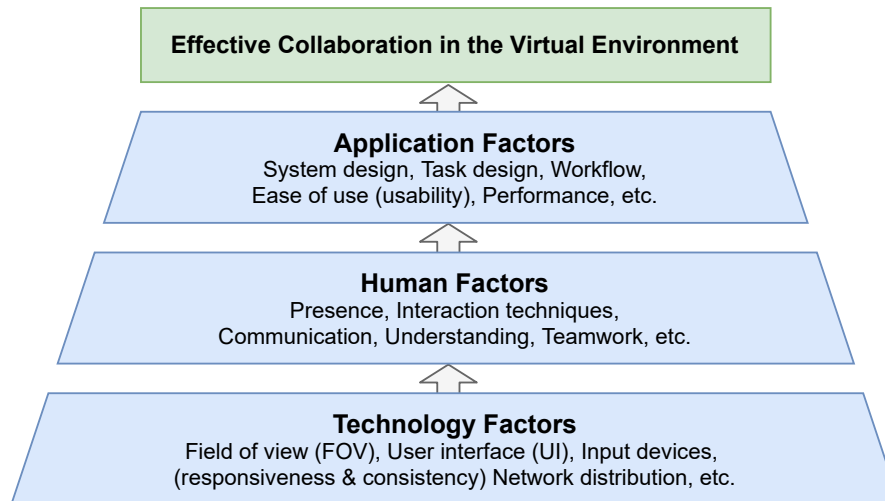 Effective Collaboration in the Virtual Environment
Application Factors
System design, Task design, Workflow,
Ease of use (usability), Performance, etc.
Human Factors
Presence, Interaction techniques,
Communication, Understanding, Teamwork, etc.
Technology Factors
Field of view (FOV), User interface (UI), Input devices,
(responsiveness & consistency) Network distribution, etc.